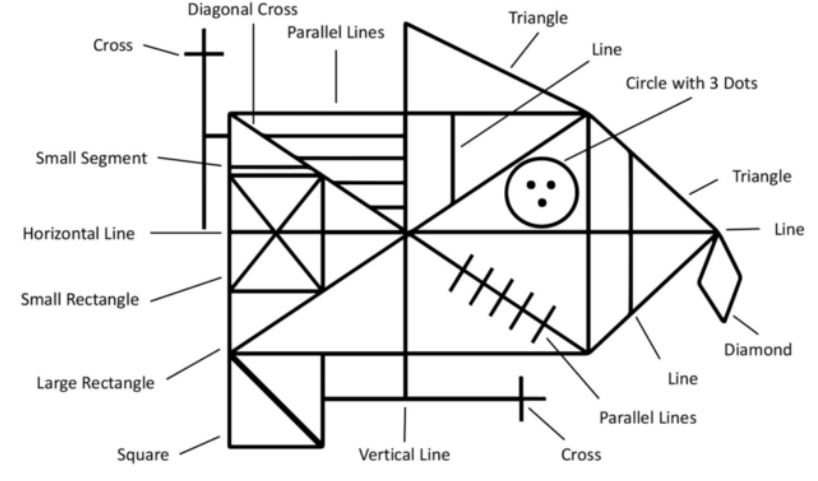 Diagonal Cross
Triangle
Parallel Lines
Cross
Line
Circle with 3 Dots
Small Segment
Triangle
Horizontal Line
Line
Small Rectangle
Diamond
Large Rectangle
Line
Parallel Lines
Square
Vertical Line
Cross